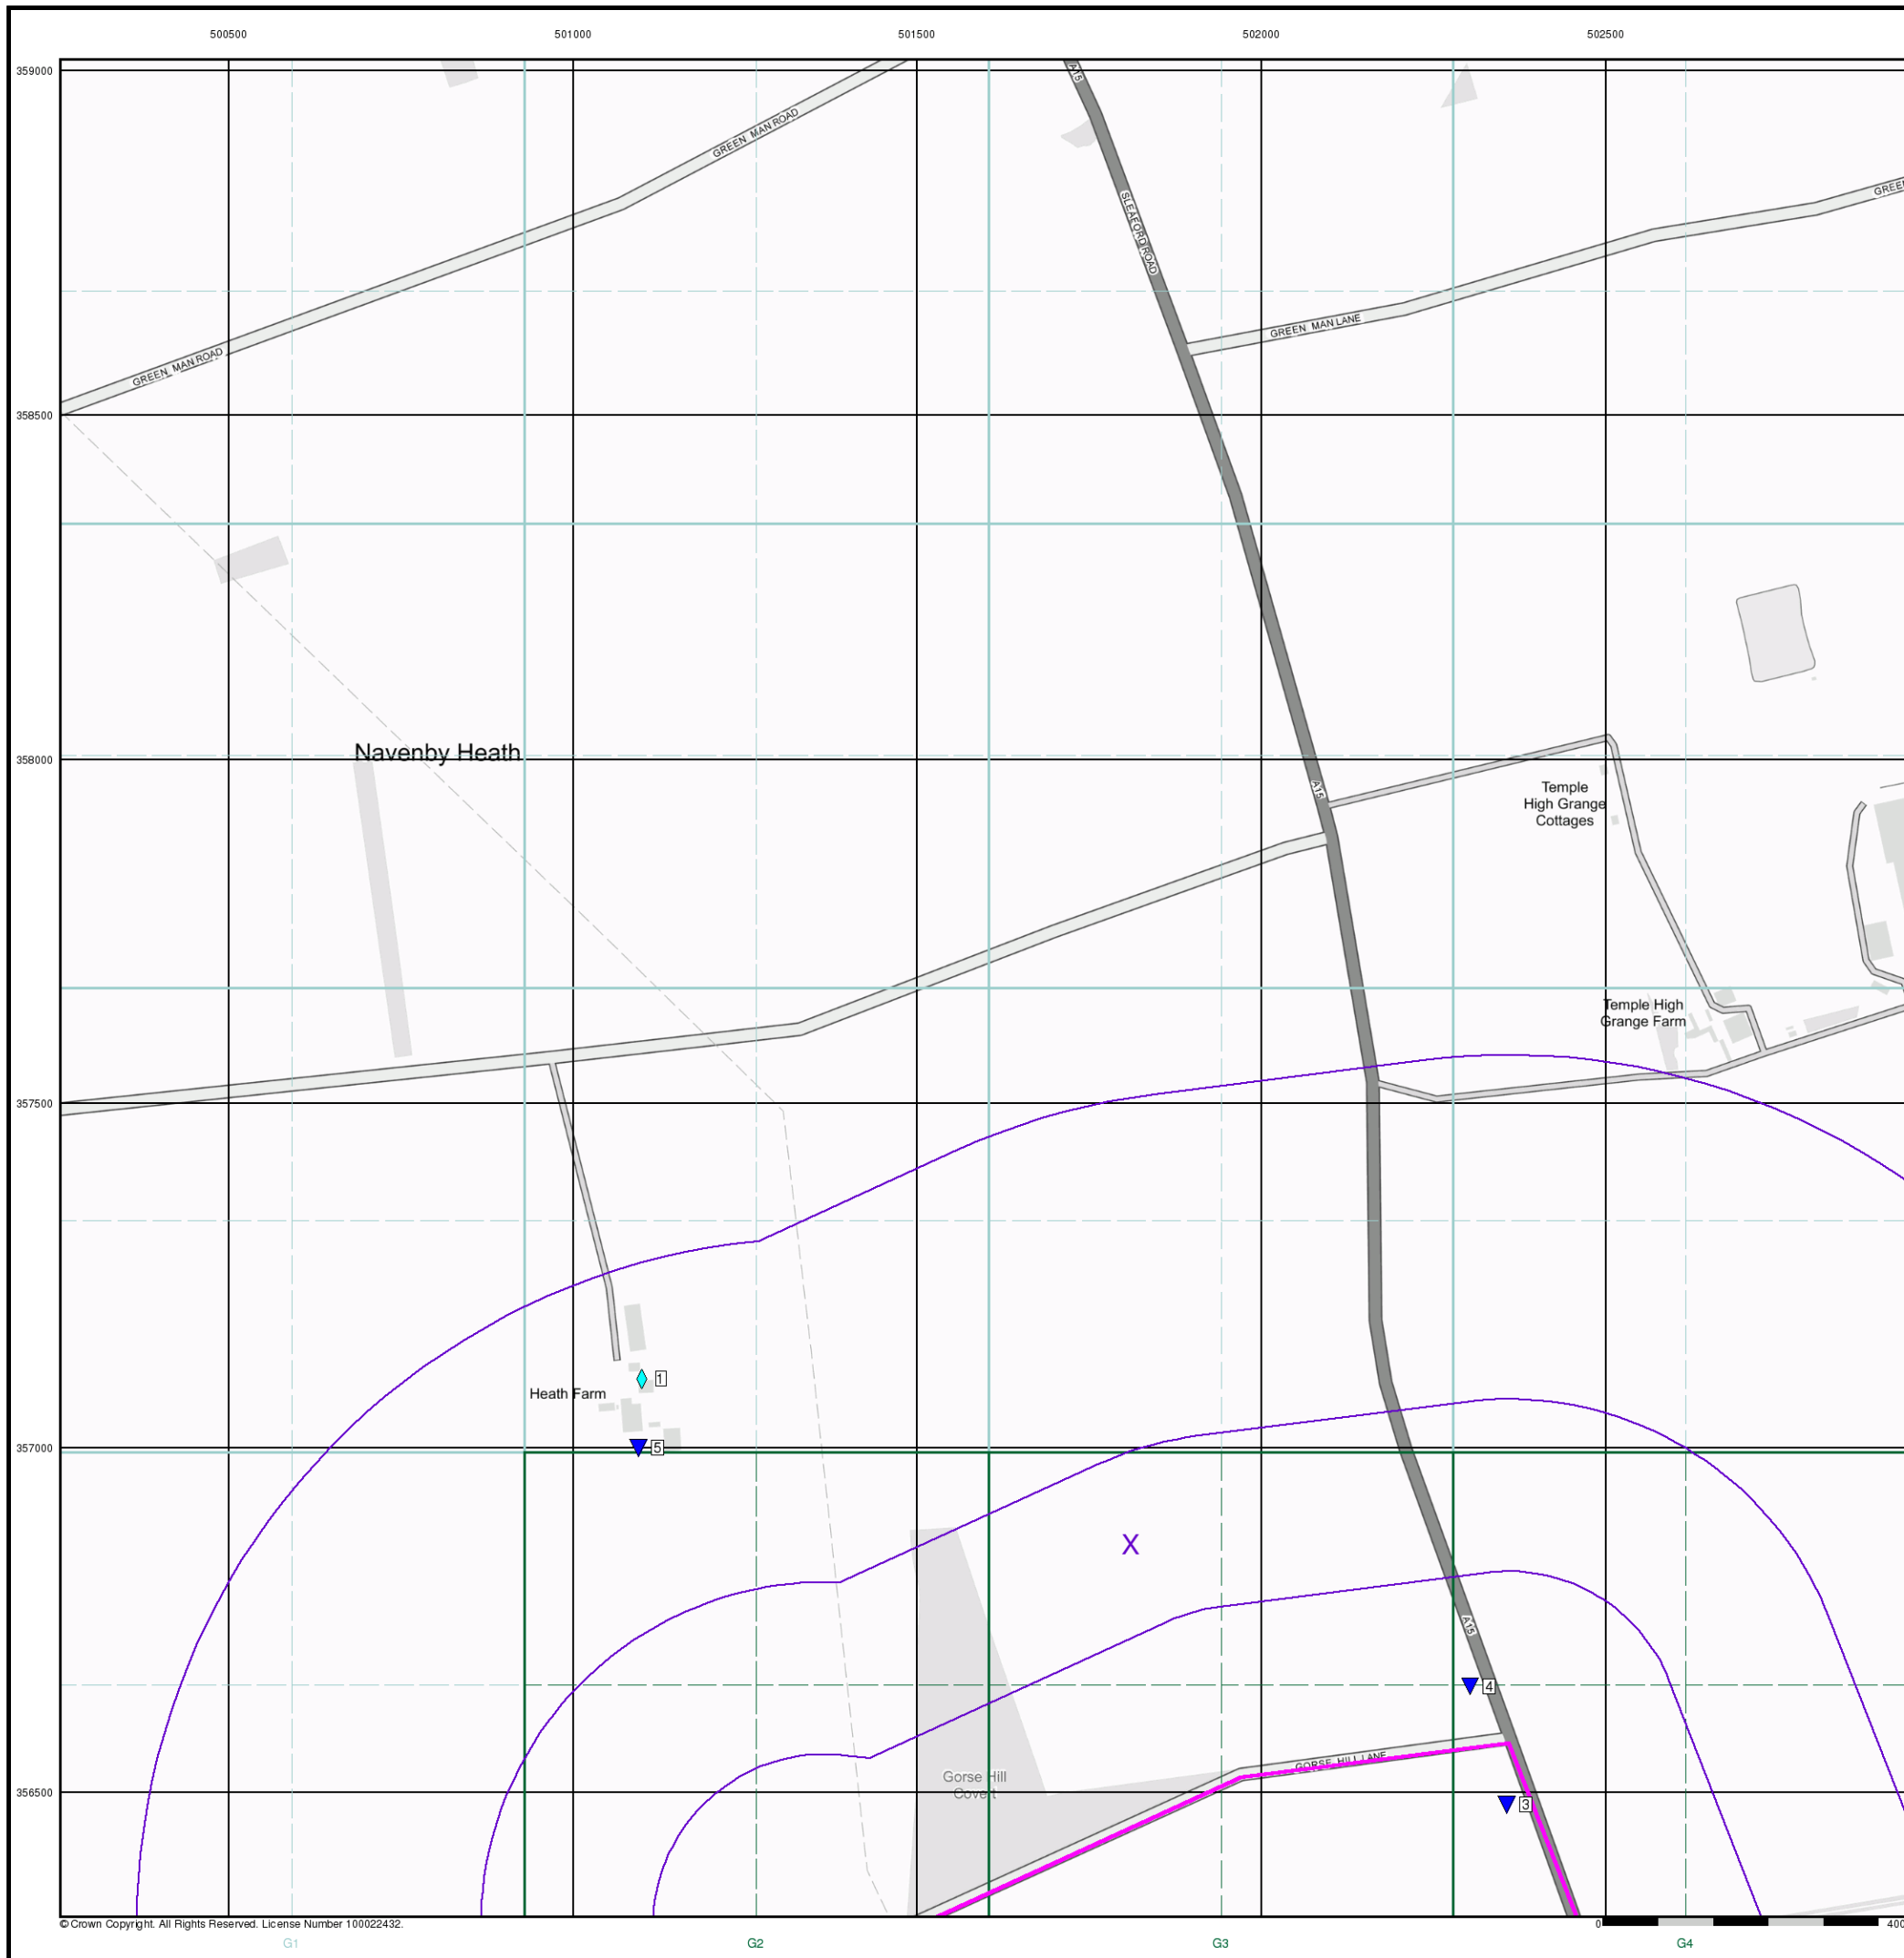 500500 501000 501500 502000 502500
359000
A15
GREEN MAN ROAD
GREEN
SLEAFORD ROAD
GREEN MAN LANE
GREEN MAN ROAD
358500
Navenby Heath
358000
A15
Temple
High Grange
Cottages
Temple High
Grange Farm
357500
1
Heath Farm
357000
5
X
A15
4
GORSE HILL LANE
Gorse Hill
Covert
356500
3
© Crown Copyright. All Rights Reserved. License Number 100022432.
0 400
G1 G2 G3 G4